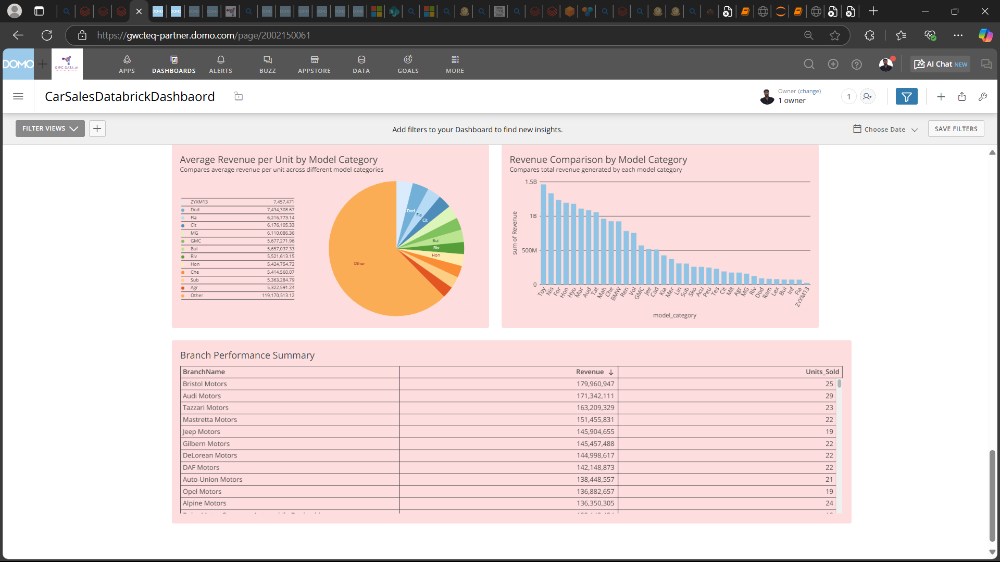 https://gwcteq-partner.domo.com/page/2002150061
DOMO
GWC DATA.AI
APPS
DASHBOARDS
ALERTS
BUZZ
APPSTORE
DATA
GOALS
MORE
AI Chat NEW
CarSalesDatabrickDashbaord
Owner (change)
1 owner
1
FILTER VIEWS
Add filters to your Dashboard to find new insights.
Choose Date
SAVE FILTERS
Average Revenue per Unit by Model Category
Compares average revenue per unit across different model categories
ZYXM13 7,457,471
Dod 7,434,308.67
Fia 6,216,773.14
Cit 6,176,105.33
MG 6,110,086.36
GMC 5,677,271.96
Bui 5,657,037.33
Riv 5,521,613.15
Hon 5,424,754.72
Che 5,414,560.07
Sub 5,363,284.79
Agr 5,322,591.24
Other 119,170,513.12
Dod
Fia
Cit
Bui
Riv
Hon
Other
Revenue Comparison by Model Category
Compares total revenue generated by each model category
sum of Revenue
1.5B
1B
500M
0
Toy Nis For Hon Hyu Mar Aud Tat Mah Che BMW Ren Vol GMC Jee Cad Kia Mer Lin Sub Sko Acu Peu Tes Cit Mit Agr MG Riv Dod Ram Lex Bui Inf Fia ZYXM13
model_category
Branch Performance Summary
BranchName Revenue ↓ Units_Sold
Bristol Motors 179,960,947 25
Audi Motors 171,342,111 29
Tazzari Motors 163,209,329 23
Mastretta Motors 151,455,831 22
Jeep Motors 145,904,655 19
Gilbern Motors 145,457,488 22
DeLorean Motors 144,998,617 22
DAF Motors 142,148,873 22
Auto-Union Motors 138,448,557 21
Opel Motors 136,882,657 19
Alpine Motors 136,350,305 24